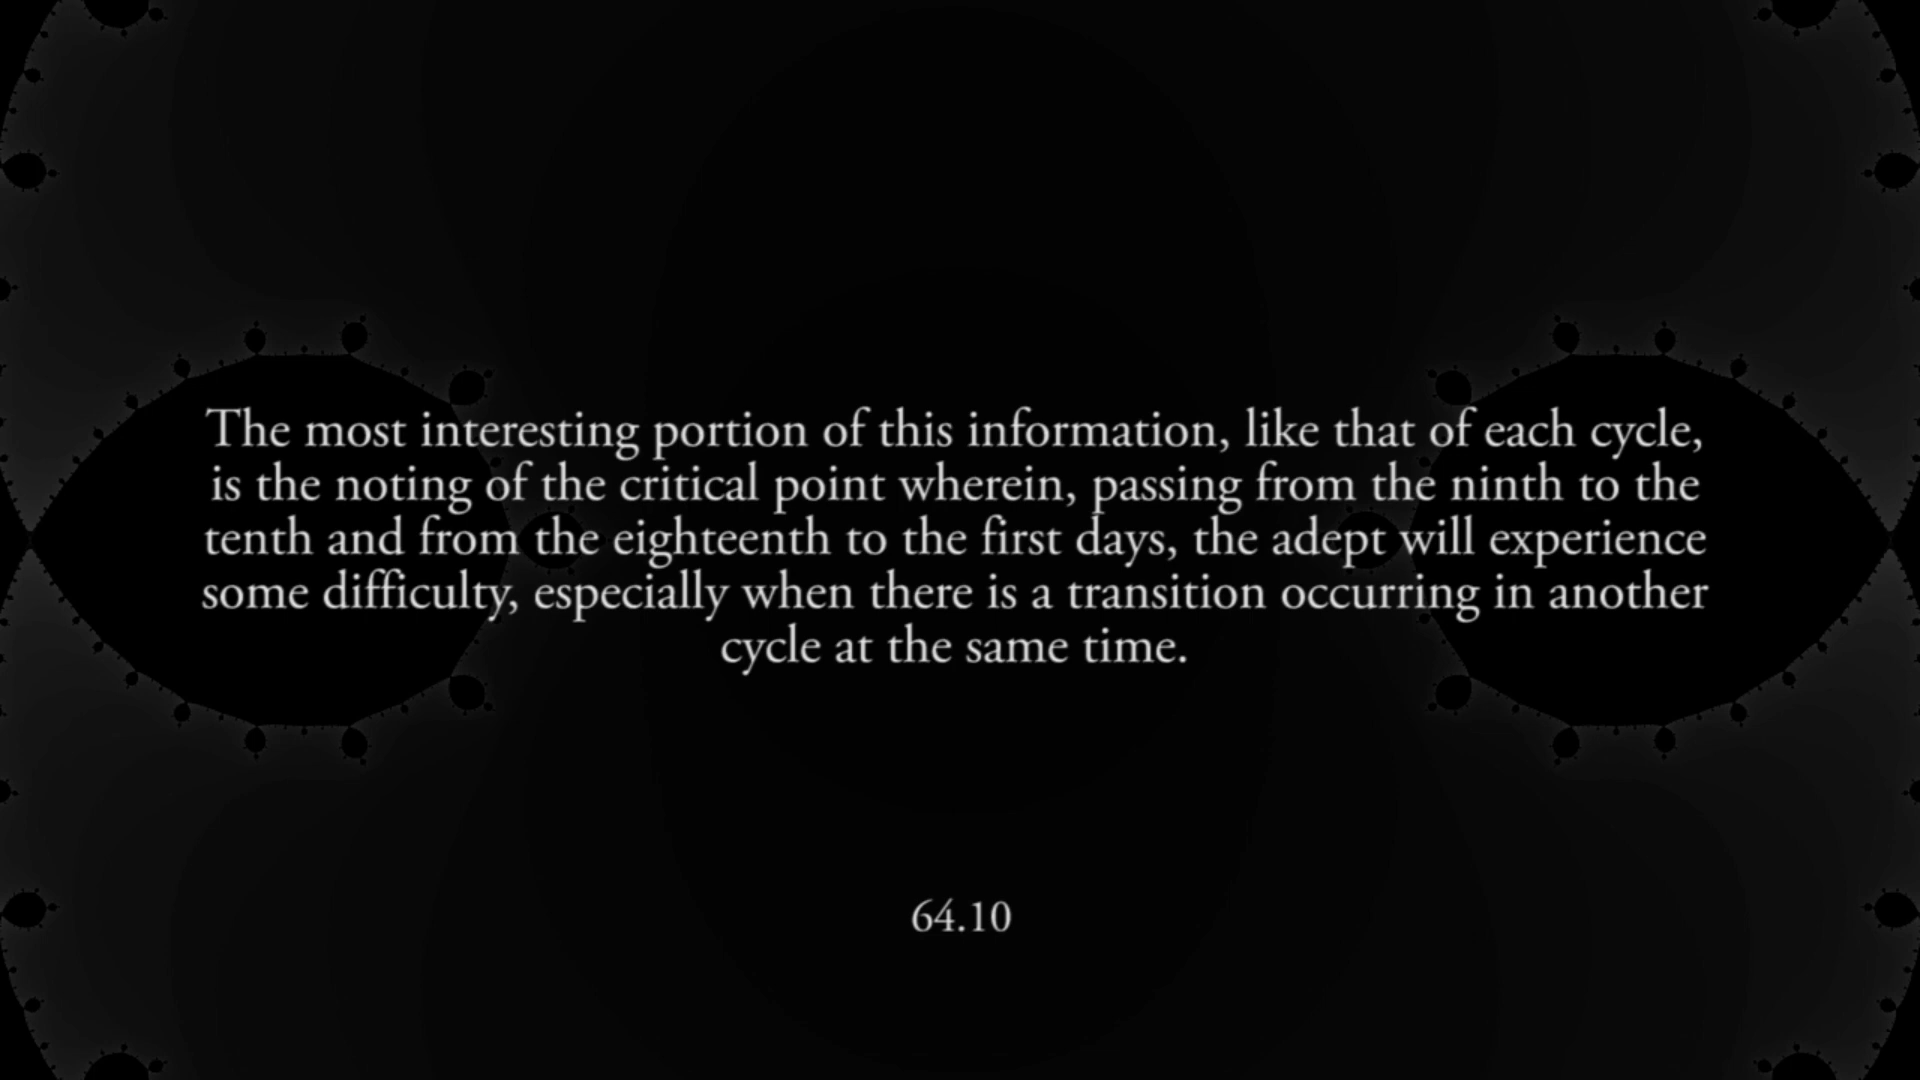 The most interesting portion of this information, like that of each cycle,
is the noting of the critical point wherein, passing from the ninth to the
tenth and from the eighteenth to the first days, the adept will experience
some difficulty, especially when there is a transition occurring in another
cycle at the same time.
64.10